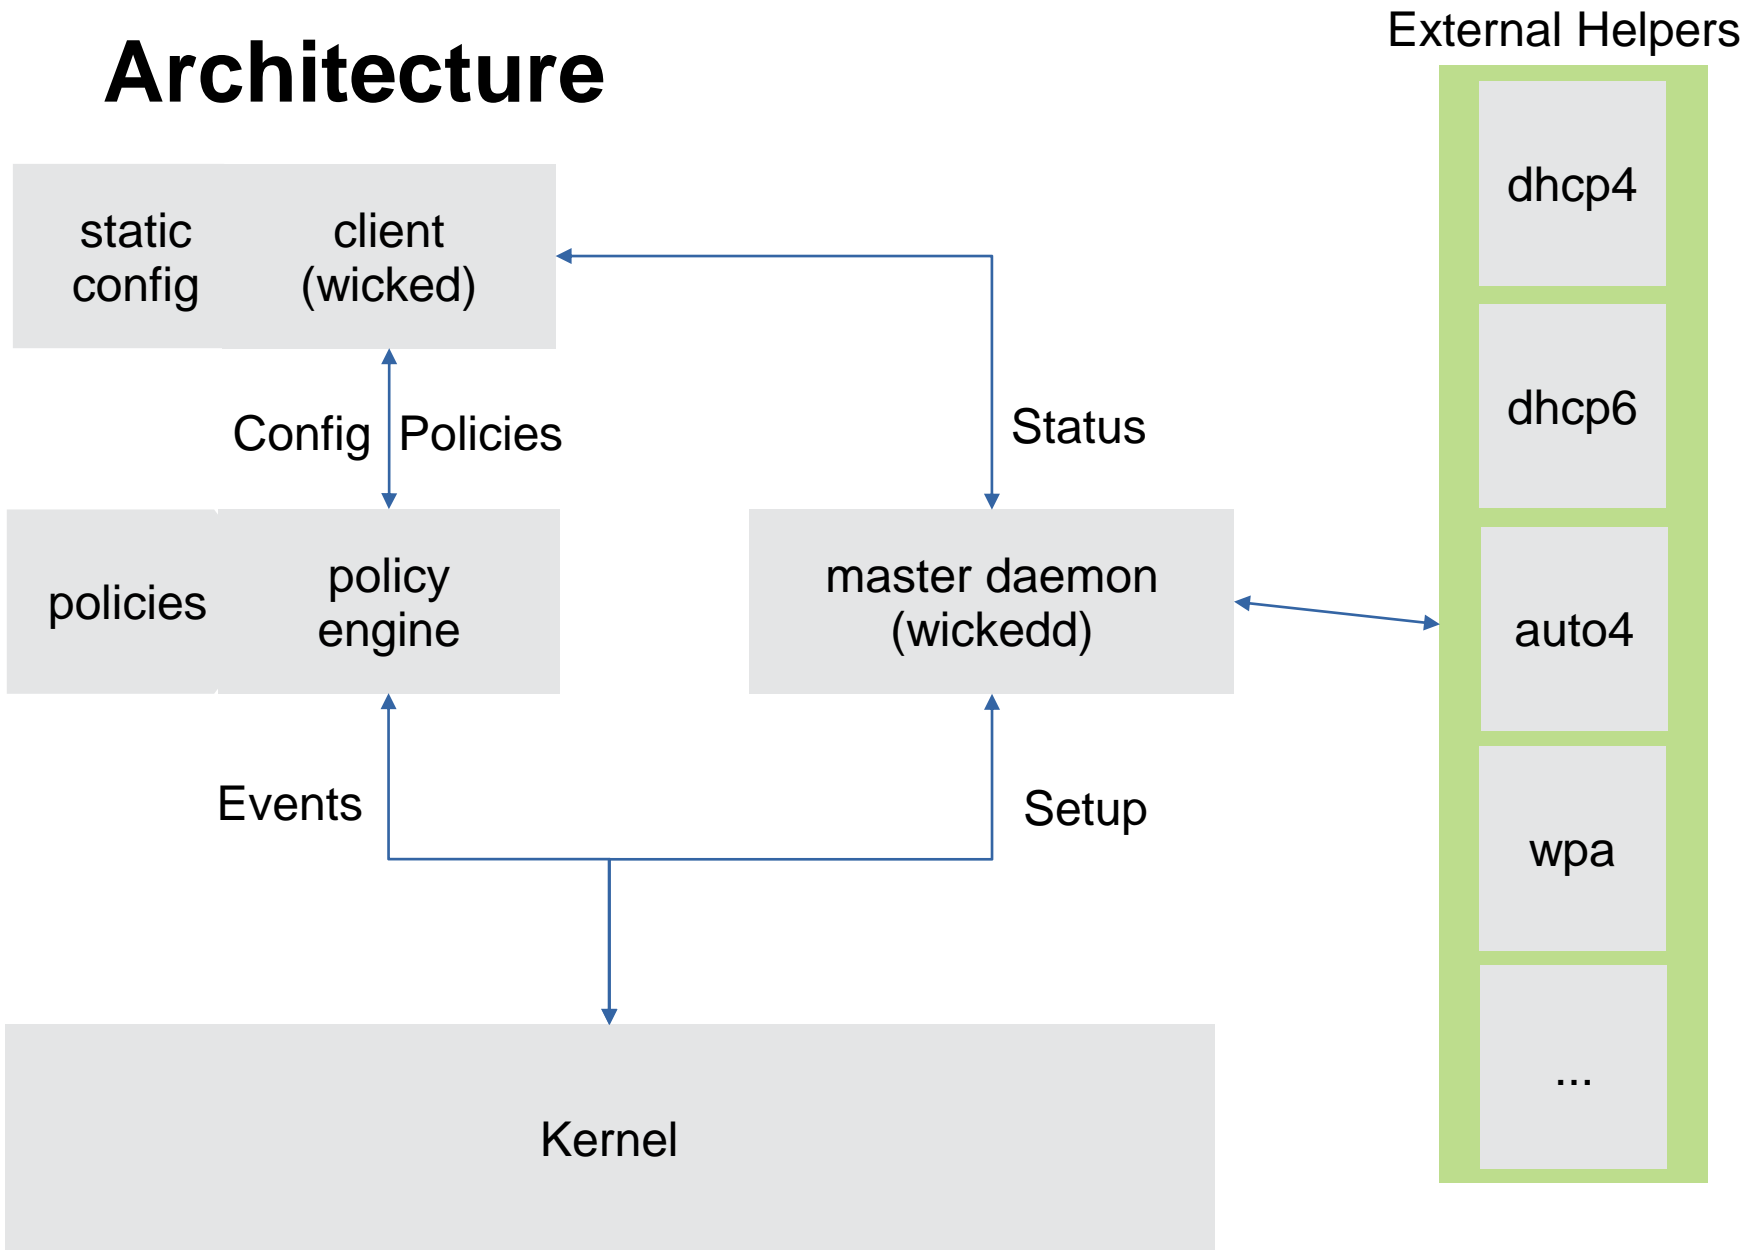 Architecture
External Helpers
static
config
client
(wicked)
Config
Policies
Status
policies
policy
engine
master daemon
(wickedd)
Events
Setup
Kernel
dhcp4
dhcp6
auto4
wpa
...